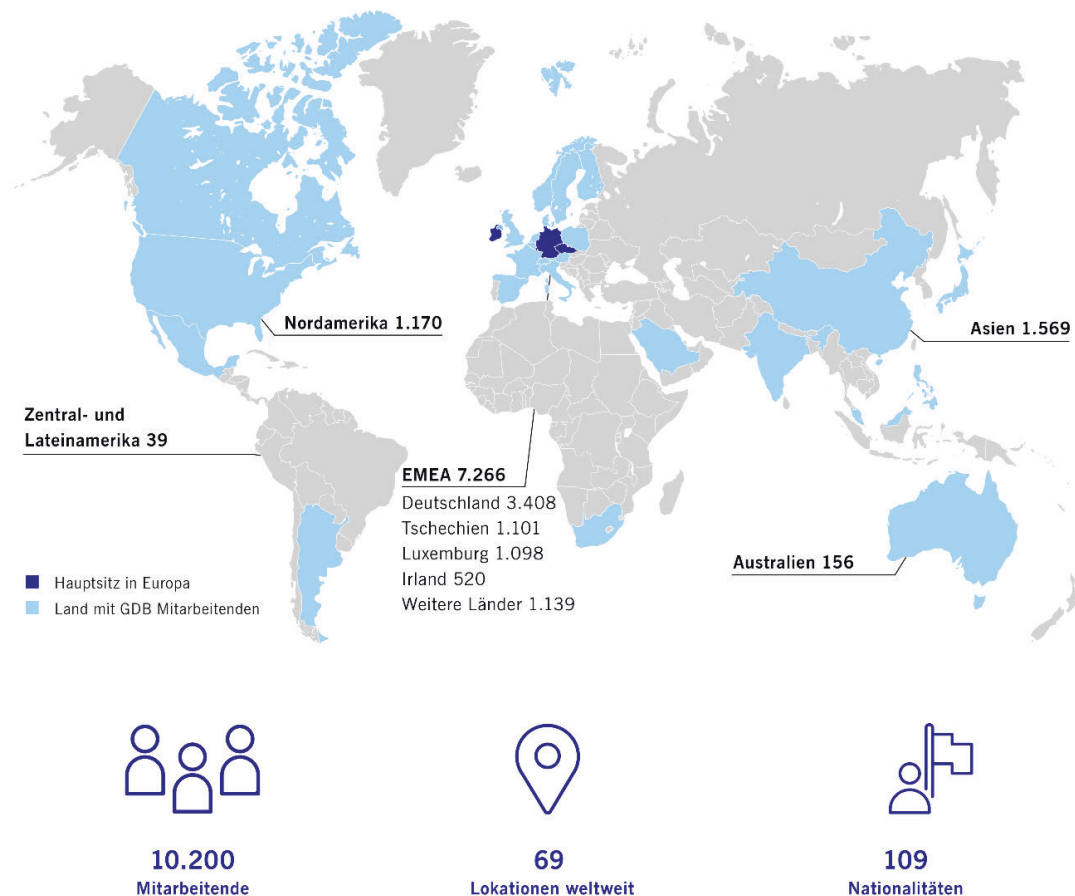 Nordamerika 1.170
Asien 1.569
Zentral- und
Lateinamerika 39
EMEA 7.266
Deutschland 3.408
Tschechien 1.101
Luxemburg 1.098
Irland 520
Weitere Länder 1.139
Australien 156
Hauptsitz in Europa
Land mit GDB Mitarbeitenden
10.200
Mitarbeitende
69
Lokationen weltweit
109
Nationalitäten